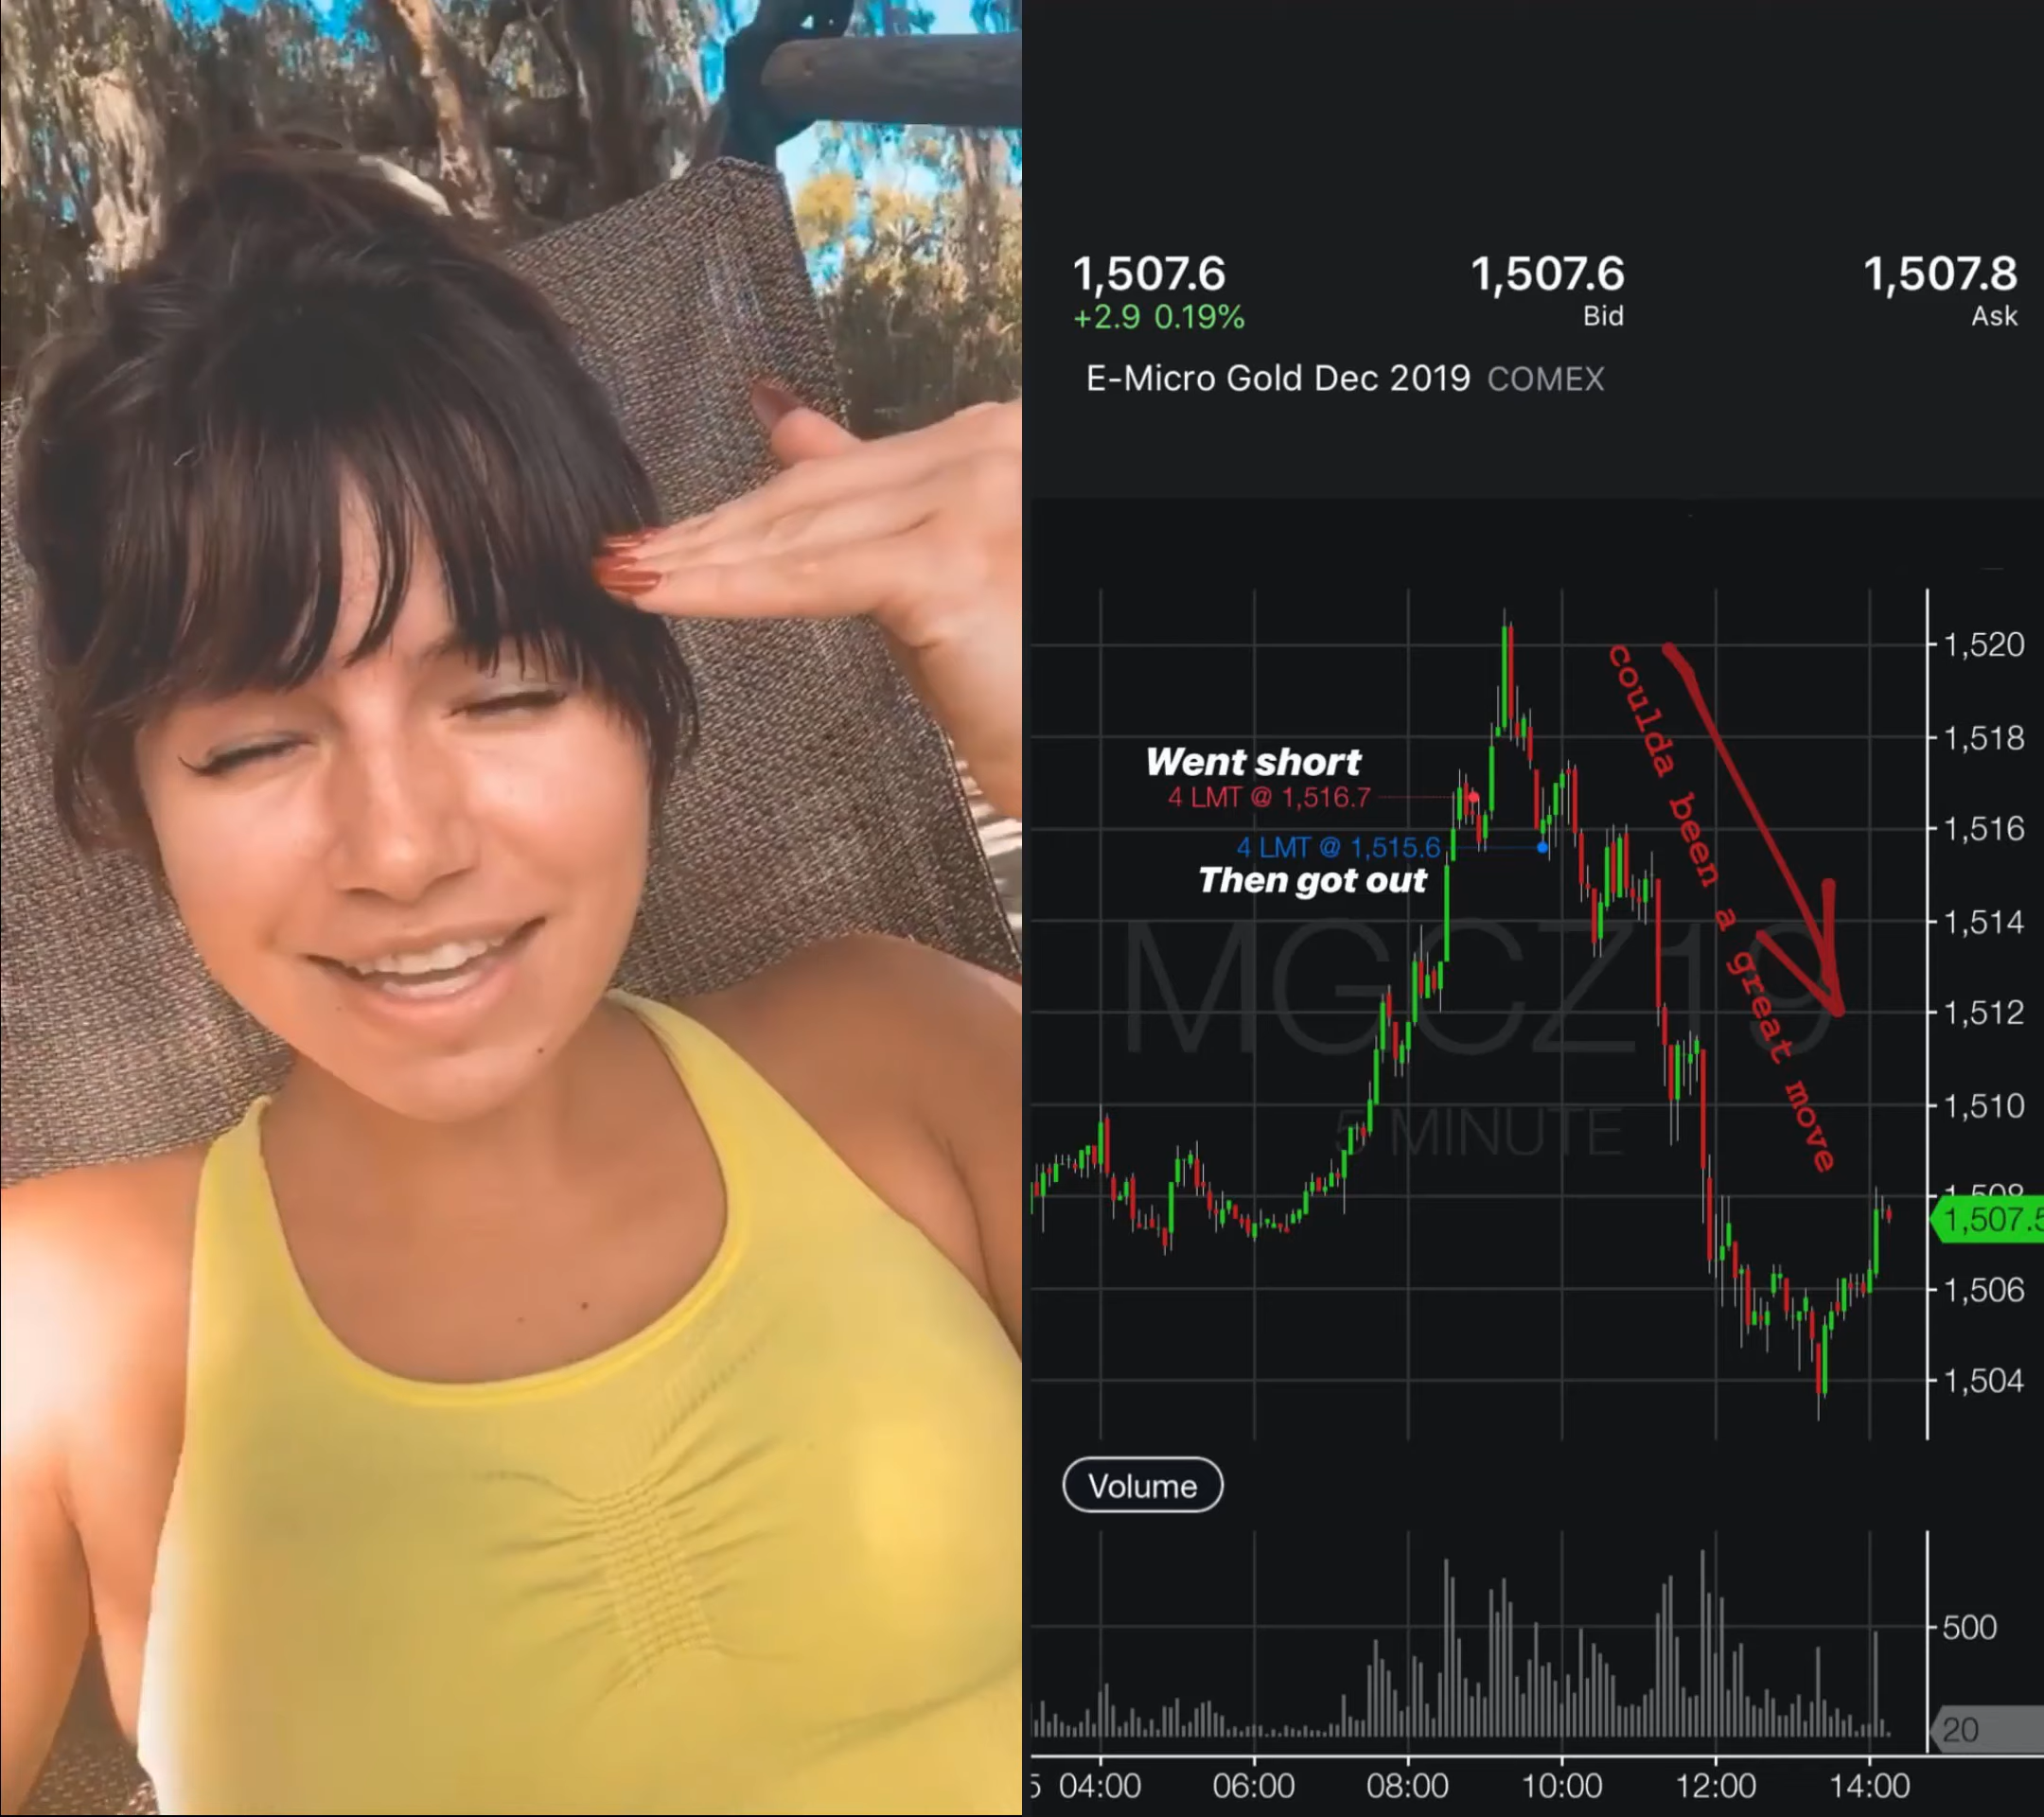 1,507.6 1,507.6 1,507.8
+2.9 0.19% Bid Ask
E-Micro Gold Dec 2019 COMEX
1,520
1,518
Went short
4 LMT @ 1,516.7
1,516
4 LMT @ 1,515.6
Then got out
coulda been a great move
1,514
MGCZ19
1,512
1,510
5 MINUTE
1,508
1,507.5
1,506
1,504
Volume
500
20
04:00 06:00 08:00 10:00 12:00 14:00